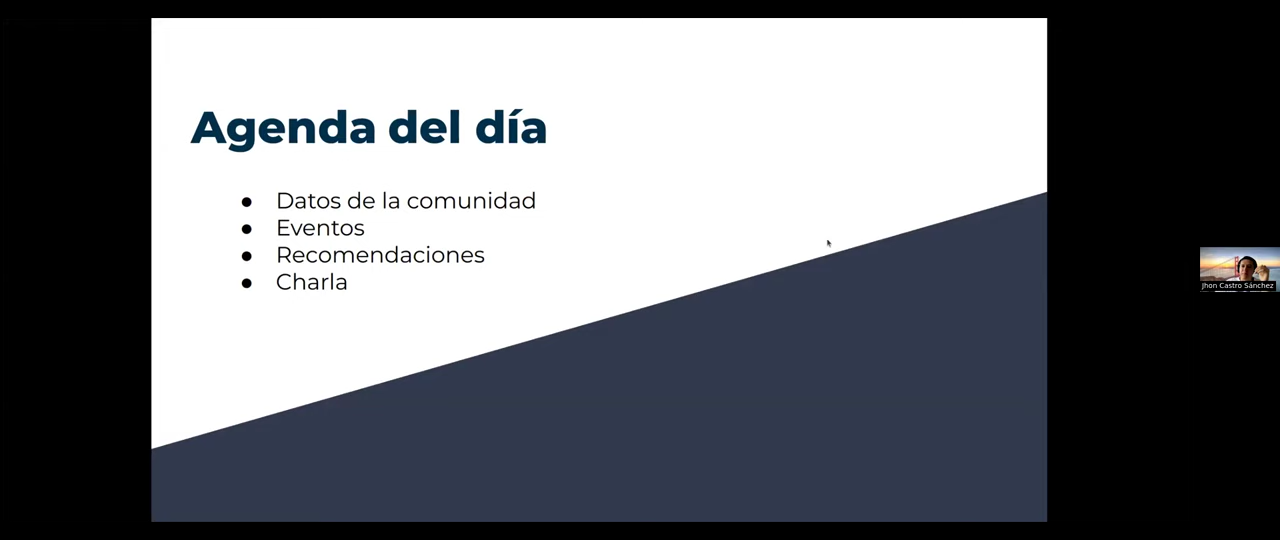 Agenda del día
● Datos de la comunidad
● Eventos
● Recomendaciones
● Charla
Jhon Castro Sánchez